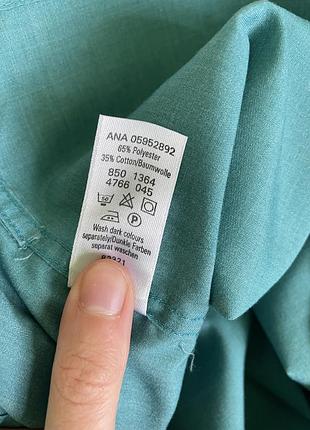 ANA 05952892
65% Polyester
35% Cotton/Baumwolle
850 1364
4766 045
Wash dark colours
separately/Dunkle Farben
separat waschen